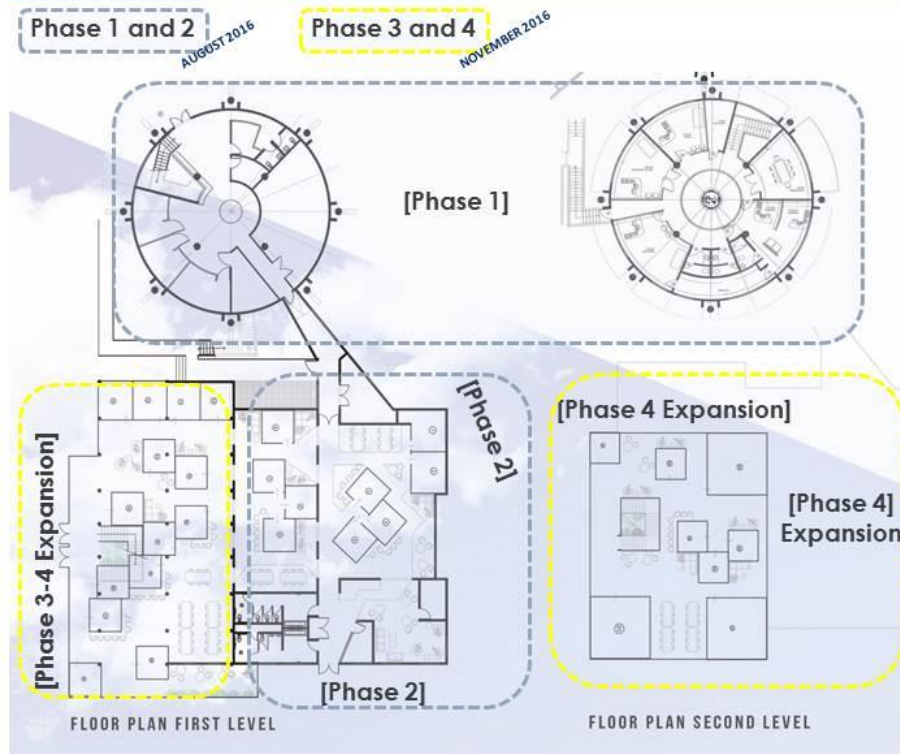 Phase 1 and 2
AUGUST 2016
Phase 3 and 4
NOVEMBER 2016
[Phase 1]
[Phase 2]
[Phase 4 Expansion]
[Phase 3-4 Expansion]
[Phase 4]
Expansion
[Phase 2]
FLOOR PLAN FIRST LEVEL
FLOOR PLAN SECOND LEVEL